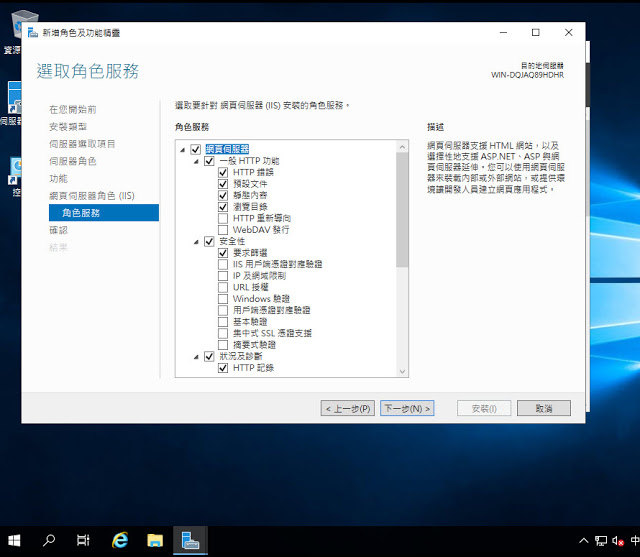 新增角色及功能精靈
選取角色服務
目的地伺服器
WIN-DQJAQ89HDHR
在您開始前
安裝類型
伺服器選取項目
伺服器角色
功能
網頁伺服器角色 (IIS)
角色服務
確認
結果
選取要針對 網頁伺服器 (IIS) 安裝的角色服務。
角色服務
網頁伺服器
一般 HTTP 功能
HTTP 錯誤
預設文件
靜態內容
瀏覽目錄
HTTP 重新導向
WebDAV 發行
安全性
要求篩選
IIS 用戶端憑證對應驗證
IP 及網域限制
URL 授權
Windows 驗證
用戶端憑證對應驗證
基本驗證
集中式 SSL 憑證支援
摘要式驗證
狀況及診斷
HTTP 記錄
描述
網頁伺服器支援 HTML 網站，以及
選擇性地支援 ASP.NET、ASP 與網
頁伺服器延伸。您可以使用網頁伺服
器來裝載內部或外部網站，或提供環
境讓開發人員建立網頁應用程式。
< 上一步(P)
下一步(N) >
安裝(I)
取消
中